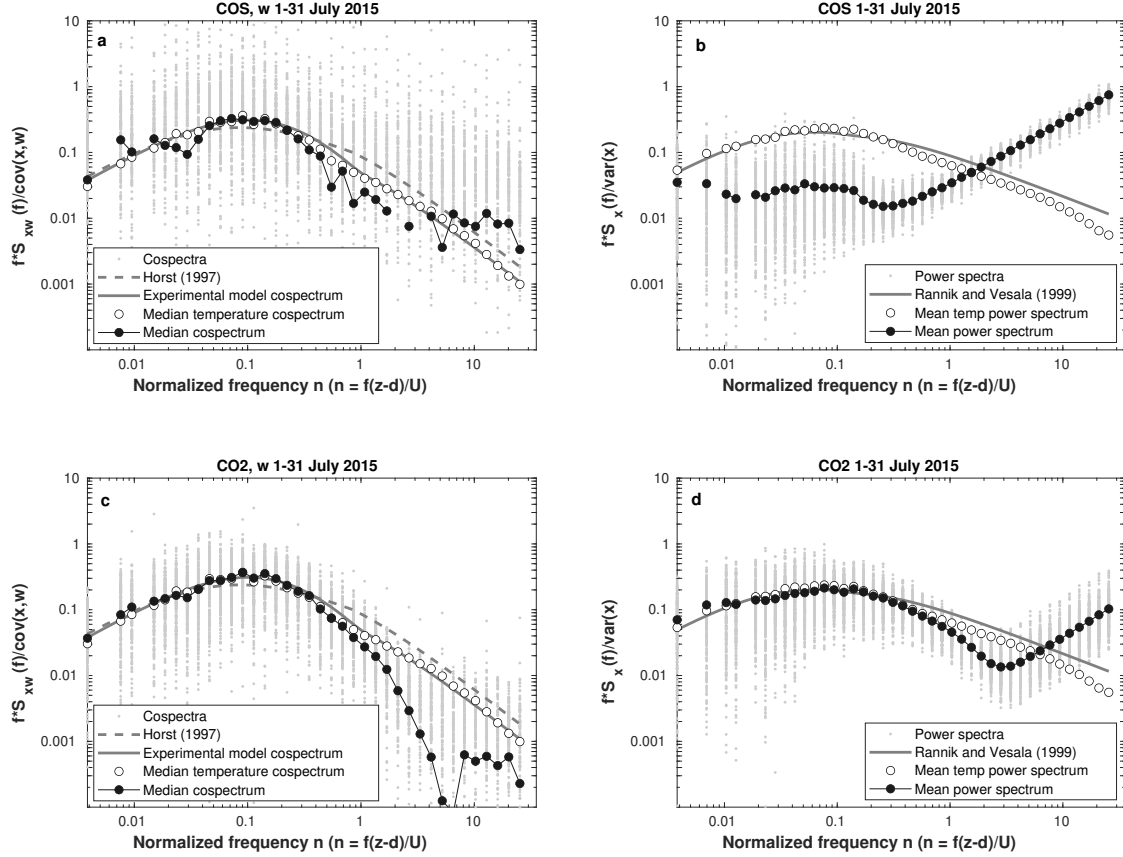 COS, w 1-31 July 2015
a
10
1
0.1
0.01
0.001
f*S xw (f)/cov(x,w)
Cospectra
Horst (1997)
Experimental model cospectrum
Median temperature cospectrum
Median cospectrum
0.01
0.1
1
10
Normalized frequency n (n = f(z-d)/U)
COS 1-31 July 2015
b
10
1
0.1
0.01
0.001
f*S x (f)/var(x)
Power spectra
Rannik and Vesala (1999)
Mean temp power spectrum
Mean power spectrum
0.01
0.1
1
10
Normalized frequency n (n = f(z-d)/U)
CO2, w 1-31 July 2015
c
10
1
0.1
0.01
0.001
f*S xw (f)/cov(x,w)
Cospectra
Horst (1997)
Experimental model cospectrum
Median temperature cospectrum
Median cospectrum
0.01
0.1
1
10
Normalized frequency n (n = f(z-d)/U)
CO2 1-31 July 2015
d
10
1
0.1
0.01
0.001
f*S x (f)/var(x)
Power spectra
Rannik and Vesala (1999)
Mean temp power spectrum
Mean power spectrum
0.01
0.1
1
10
Normalized frequency n (n = f(z-d)/U)